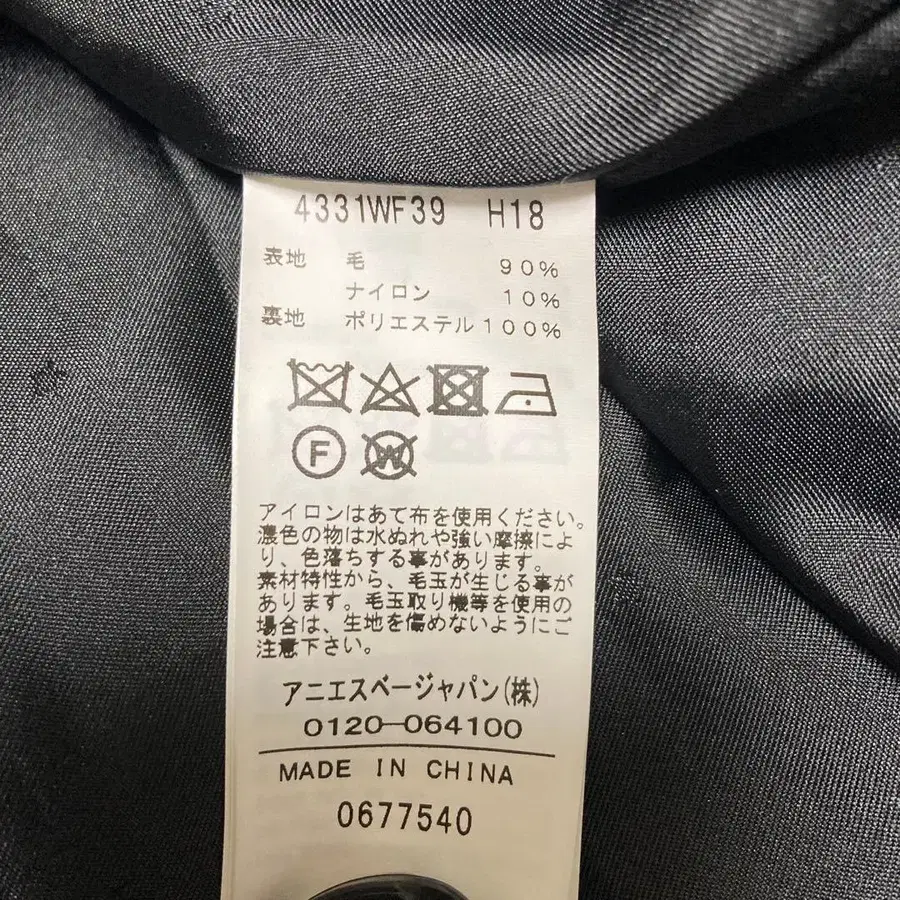 4331WF39 H18
表地 毛 90%
ナイロン 10%
裏地 ポリエステル 100%
F W
アイロンはあて布を使用ください。
濃色の物は水ぬれや強い摩擦によ
り、色落ちする事があります。
素材特性から、毛玉が生じる事が
あります。毛玉取り機等を使用の
場合は、生地を傷めないようにご
注意下さい。
アニエスベージャパン(株)
0120-064100
MADE IN CHINA
0677540